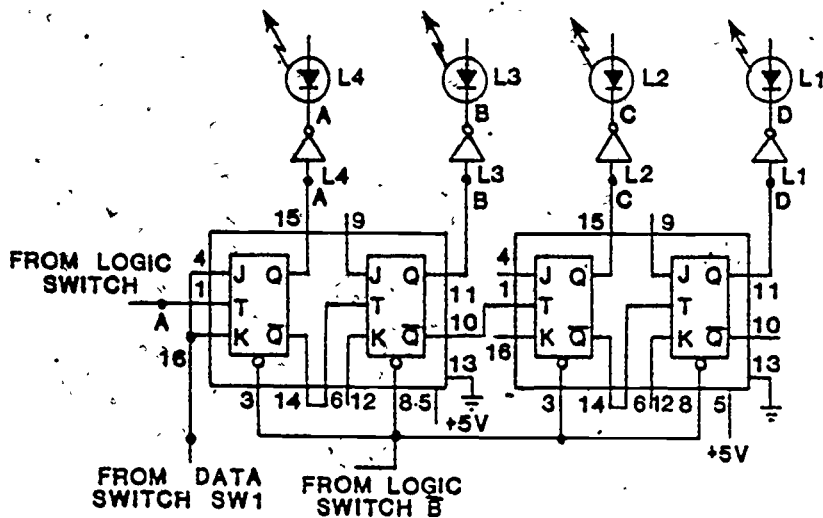 L4 L3 L2 L1
A B C D
L4 L3 L2 L1
A B C D
15 9 15 9
FROM LOGIC
SWITCH
4 J Q J Q 4 J Q J Q
1 T T 11 1 T T 11
A
K Q̅ K Q̅ 10 K Q̅ K Q̅ 10
16 13 16 13
3 14 6 12 8 5 3 14 6 12 8 5
+5V +5V
FROM DATA
SWITCH SW1
FROM LOGIC
SWITCH B̅